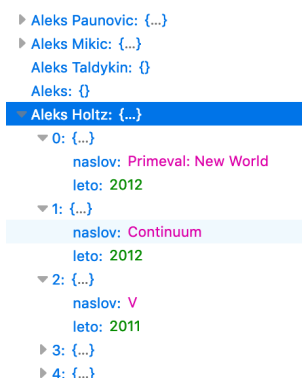 Aleks Paunovic: {…}
Aleks Mikic: {…}
Aleks Taldykin: {}
Aleks: {}
Aleks Holtz: {…}
0: {…}
naslov: Primeval: New World
leto: 2012
1: {…}
naslov: Continuum
leto: 2012
2: {…}
naslov: V
leto: 2011
3: {…}
4: {…}